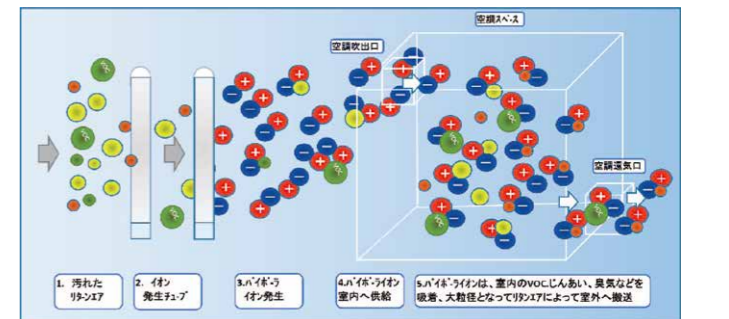 空調スペース
空調吹出口
空調還気口
1. 汚れた
リターンエア
2. イオン
発生チューブ
3.バイポーラ
イオン発生
4.バイポーライオン
室内へ供給
5.バイポーライオンは、室内のVOC、じんあい、臭気などを
吸着、大粒径となってリタンエアによって室外へ搬送